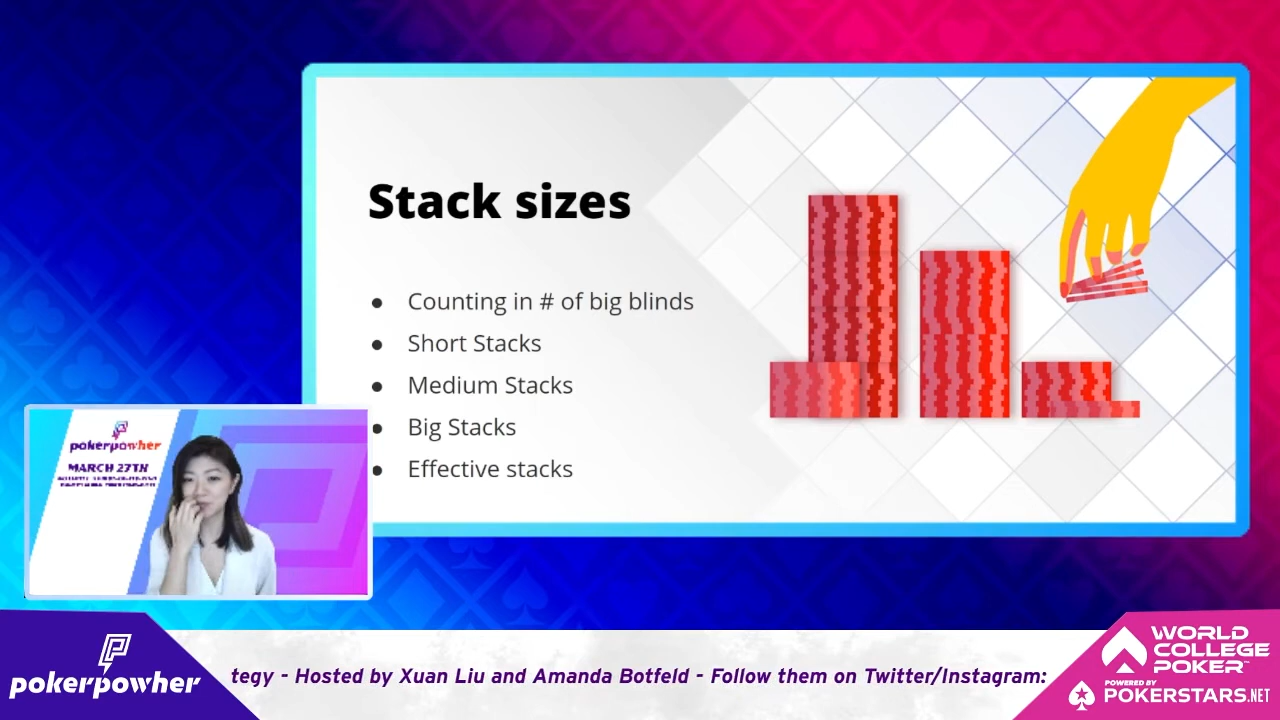 Stack sizes
● Counting in # of big blinds
● Short Stacks
● Medium Stacks
● Big Stacks
● Effective stacks
pokerpowher
MARCH 27TH
pokerpowher
tegy - Hosted by Xuan Liu and Amanda Botfeld - Follow them on Twitter/Instagram:
WORLD
COLLEGE
POKER™
POWERED BY
POKERSTARS.NET